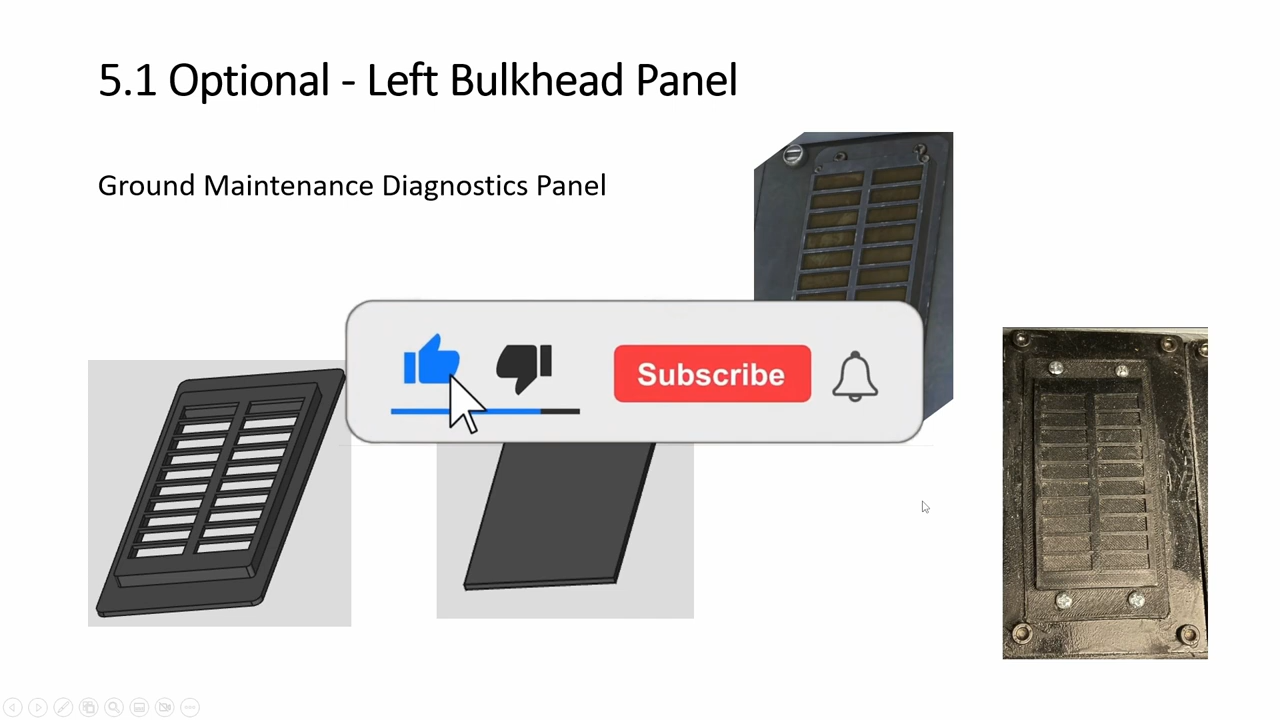 5.1 Optional - Left Bulkhead Panel
Ground Maintenance Diagnostics Panel
Subscribe